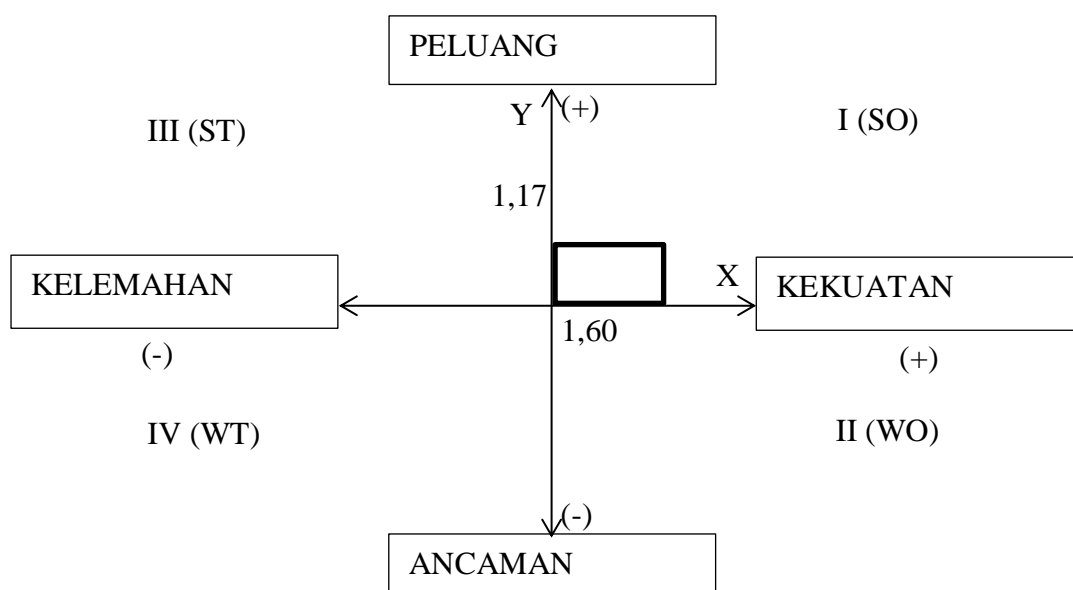 PELUANG
Y
(+)
III (ST)
I (SO)
1,17
KELEMAHAN
X
KEKUATAN
1,60
(-)
(+)
IV (WT)
II (WO)
(-)
ANCAMAN